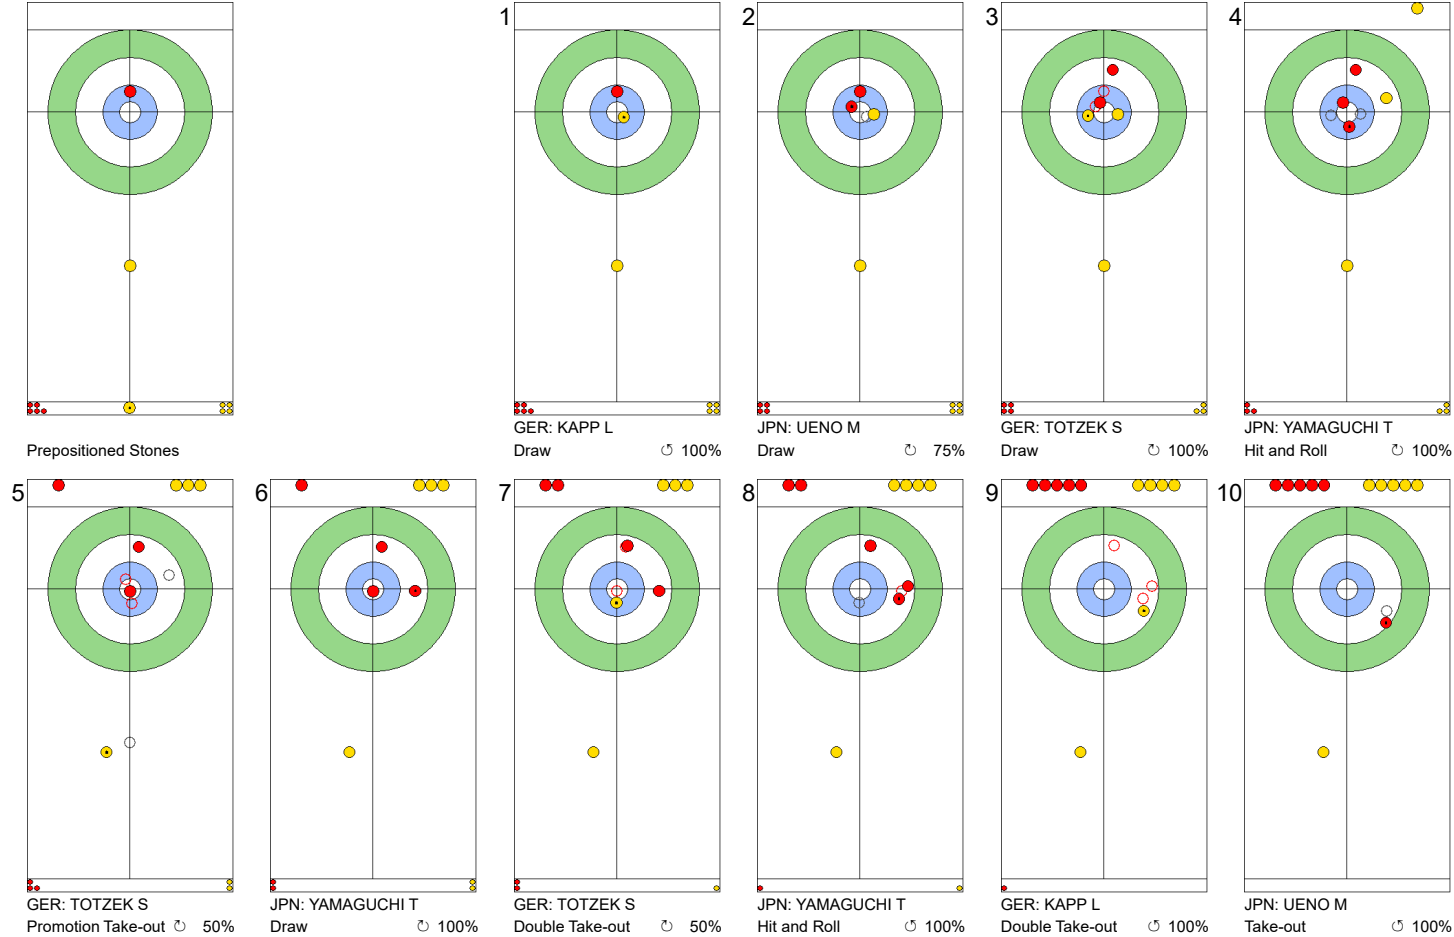 1
2
3
4
Prepositioned Stones
GER: KAPP L
Draw ↻ 100%
JPN: UENO M
Draw ↻ 75%
GER: TOTZEK S
Draw ↻ 100%
JPN: YAMAGUCHI T
Hit and Roll ↻ 100%
5
6
7
8
9
10
GER: TOTZEK S
Promotion Take-out ↻ 50%
JPN: YAMAGUCHI T
Draw ↻ 100%
GER: TOTZEK S
Double Take-out ↻ 50%
JPN: YAMAGUCHI T
Hit and Roll ↻ 100%
GER: KAPP L
Double Take-out ↻ 100%
JPN: UENO M
Take-out ↻ 100%